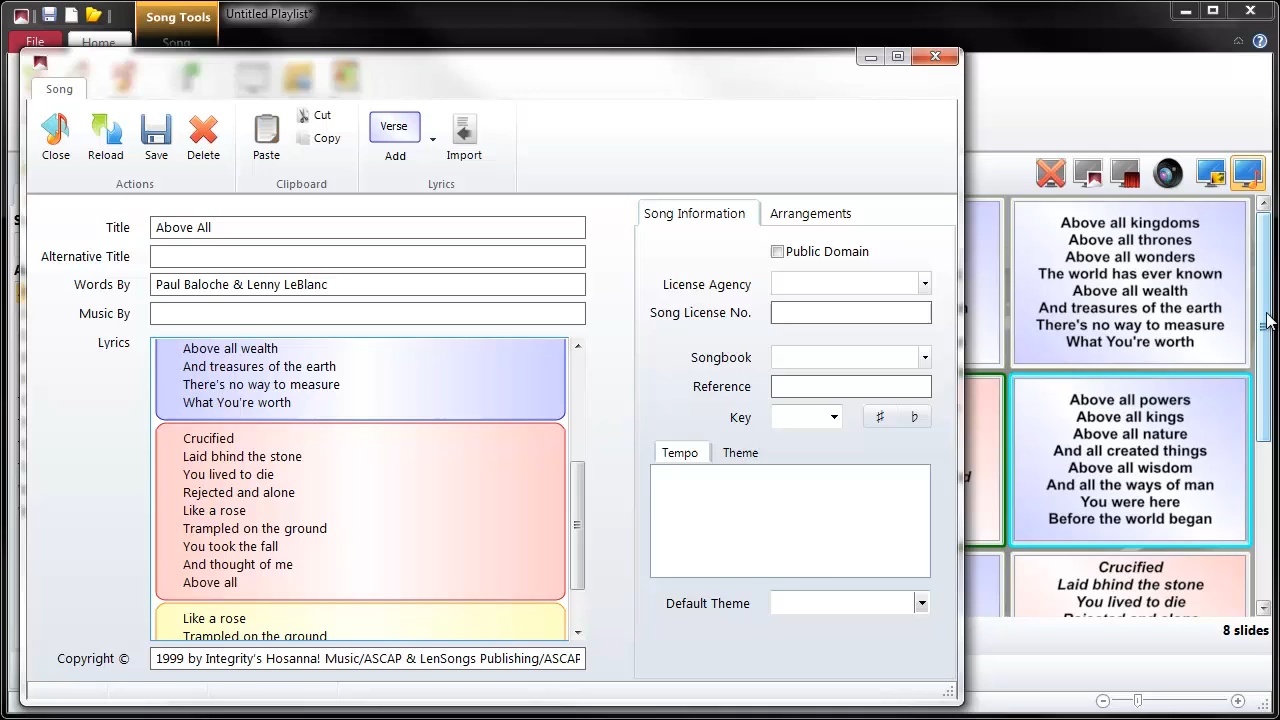 Song Tools
Untitled Playlist*
File
Home
Song
Song
Close
Reload
Save
Delete
Actions
Paste
Cut
Copy
Clipboard
Verse
Add
Import
Lyrics
Title
Above All
Alternative Title
Words By
Paul Baloche & Lenny LeBlanc
Music By
Lyrics
Above all wealth
And treasures of the earth
There's no way to measure
What You're worth
Crucified
Laid bhind the stone
You lived to die
Rejected and alone
Like a rose
Trampled on the ground
You took the fall
And thought of me
Above all
Like a rose
Trampled on the ground
Copyright ©
1999 by Integrity's Hosanna! Music/ASCAP & LenSongs Publishing/ASCAP
Song Information
Arrangements
Public Domain
License Agency
Song License No.
Songbook
Reference
Key
♯
♭
Tempo
Theme
Default Theme
Above all kingdoms
Above all thrones
Above all wonders
The world has ever known
Above all wealth
And treasures of the earth
There's no way to measure
What You're worth
Above all powers
Above all kings
Above all nature
And all created things
Above all wisdom
And all the ways of man
You were here
Before the world began
Crucified
Laid bhind the stone
You lived to die
Rejected and alone
8 slides